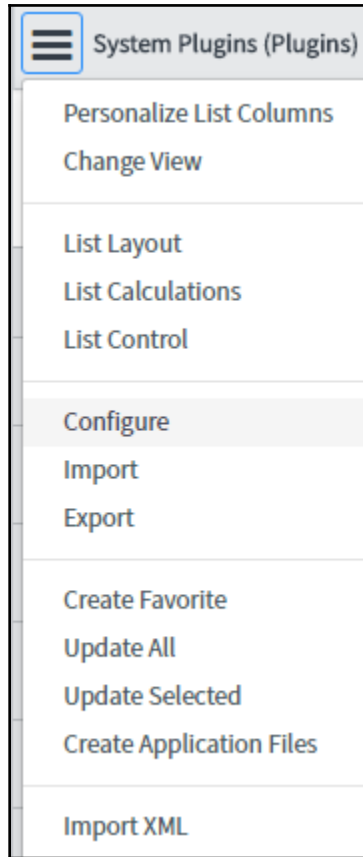 System Plugins (Plugins)
Personalize List Columns
Change View
List Layout
List Calculations
List Control
Configure
Import
Export
Create Favorite
Update All
Update Selected
Create Application Files
Import XML